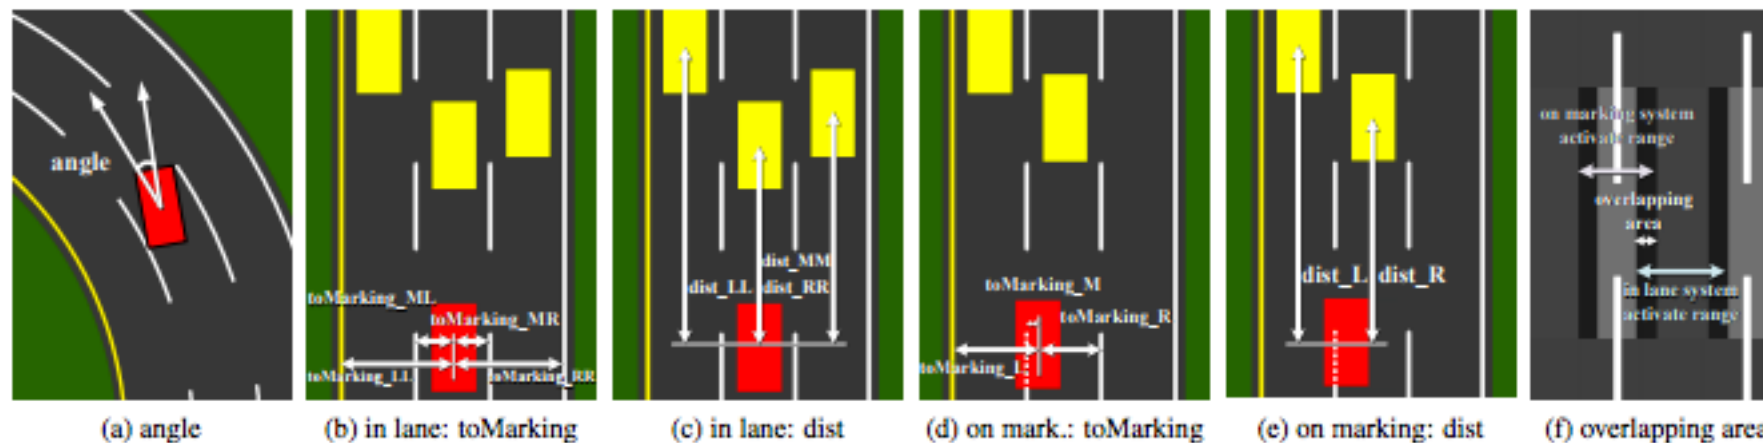 angle
toMarking_ML
toMarking_MR
toMarking_LL
toMarking_RR
dist_MM
dist_LL
dist_RR
toMarking_M
toMarking_R
toMarking_L
dist_L
dist_R
on marking system
activate range
overlapping
area
in lane system
activate range
(a) angle
(b) in lane: toMarking
(c) in lane: dist
(d) on mark.: toMarking
(e) on marking: dist
(f) overlapping area